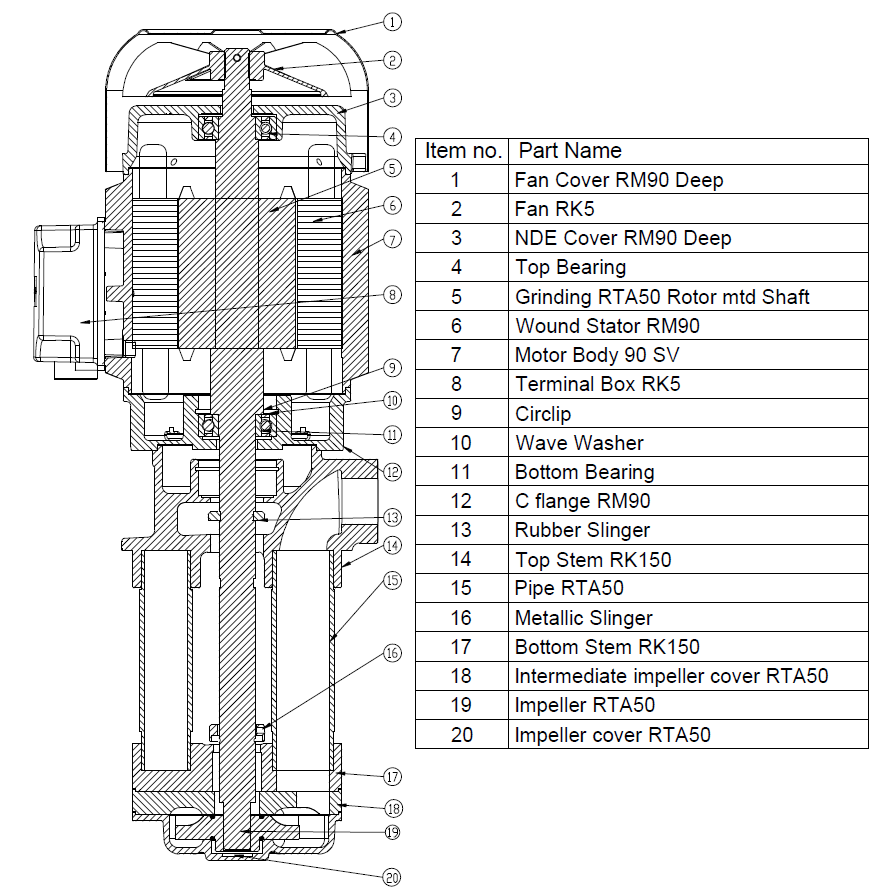 1
2
3
4
5
6
7
8
9
10
11
12
13
14
15
16
17
18
19
20
Item no. Part Name
1 Fan Cover RM90 Deep
2 Fan RK5
3 NDE Cover RM90 Deep
4 Top Bearing
5 Grinding RTA50 Rotor mtd Shaft
6 Wound Stator RM90
7 Motor Body 90 SV
8 Terminal Box RK5
9 Circlip
10 Wave Washer
11 Bottom Bearing
12 C flange RM90
13 Rubber Slinger
14 Top Stem RK150
15 Pipe RTA50
16 Metallic Slinger
17 Bottom Stem RK150
18 Intermediate impeller cover RTA50
19 Impeller RTA50
20 Impeller cover RTA50